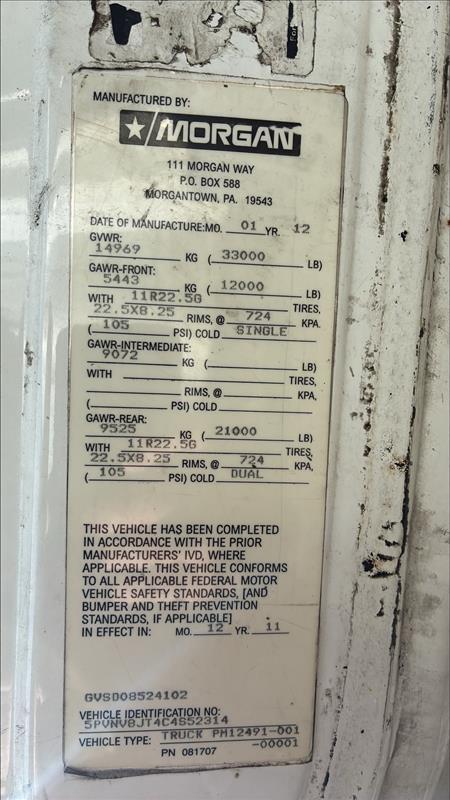 MANUFACTURED BY:
MORGAN
111 MORGAN WAY
P.O. BOX 588
MORGANTOWN, PA. 19543
DATE OF MANUFACTURE: MO. 01 YR. 12
GVWR:
14969 KG ( 33000 LB)
GAWR-FRONT:
5443 KG ( 12000 LB)
WITH 11R22.5G TIRES,
22.5X8.25 RIMS, @ 724 KPA.
( 105 PSI) COLD SINGLE
GAWR-INTERMEDIATE:
9072 KG ( LB)
WITH TIRES,
RIMS, @ KPA,
( PSI) COLD
GAWR-REAR:
9525 KG ( 21000 LB)
WITH 11R22.5G TIRES,
22.5X8.25 RIMS, @ 724 KPA,
( 105 PSI) COLD DUAL
THIS VEHICLE HAS BEEN COMPLETED
IN ACCORDANCE WITH THE PRIOR
MANUFACTURERS' IVD, WHERE
APPLICABLE. THIS VEHICLE CONFORMS
TO ALL APPLICABLE FEDERAL MOTOR
VEHICLE SAFETY STANDARDS, [AND
BUMPER AND THEFT PREVENTION
STANDARDS, IF APPLICABLE]
IN EFFECT IN: MO. 12 YR. 11
GVSD08524102
VEHICLE IDENTIFICATION NO:
5PVNV8JT4C4S52314
VEHICLE TYPE: TRUCK PM12491-001
-00001
PN 081707